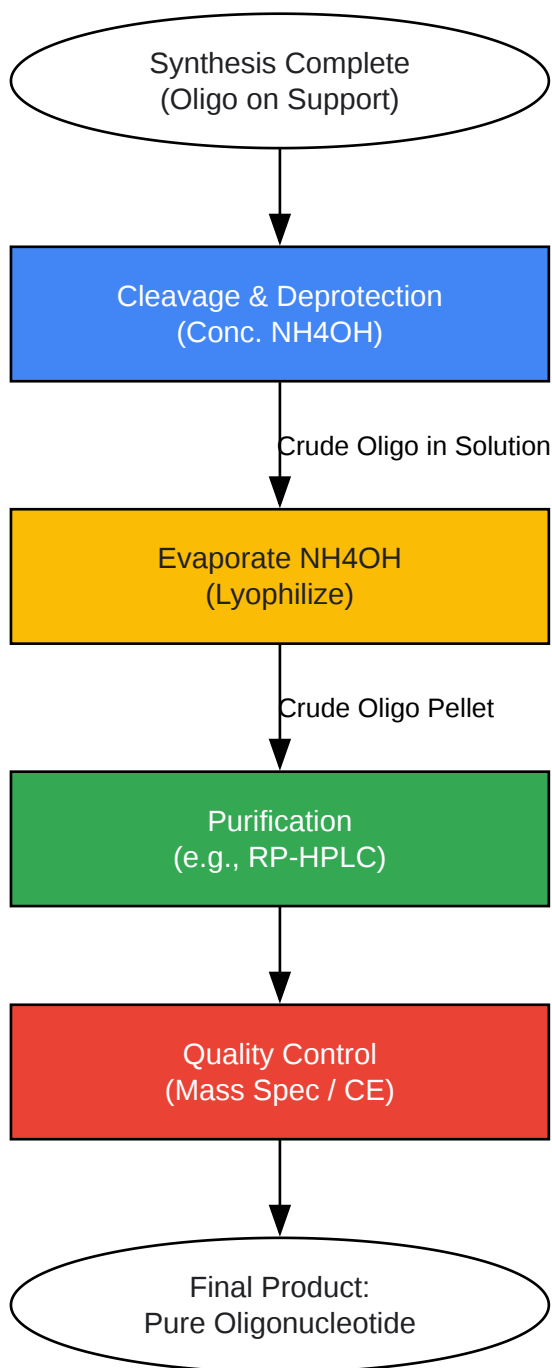 Synthesis Complete
(Oligo on Support)
Cleavage & Deprotection
(Conc. NH4OH)
Crude Oligo in Solution
Evaporate NH4OH
(Lyophilize)
Crude Oligo Pellet
Purification
(e.g., RP-HPLC)
Quality Control
(Mass Spec / CE)
Final Product:
Pure Oligonucleotide